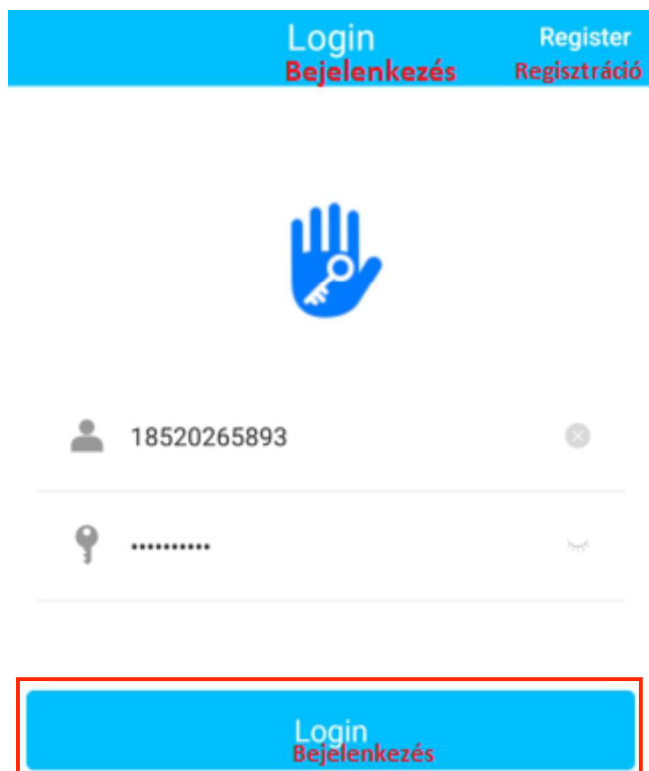 Login Register
Bejelenkezés Regisztráció
18520265893
••••••••••
Login
Bejelenkezés